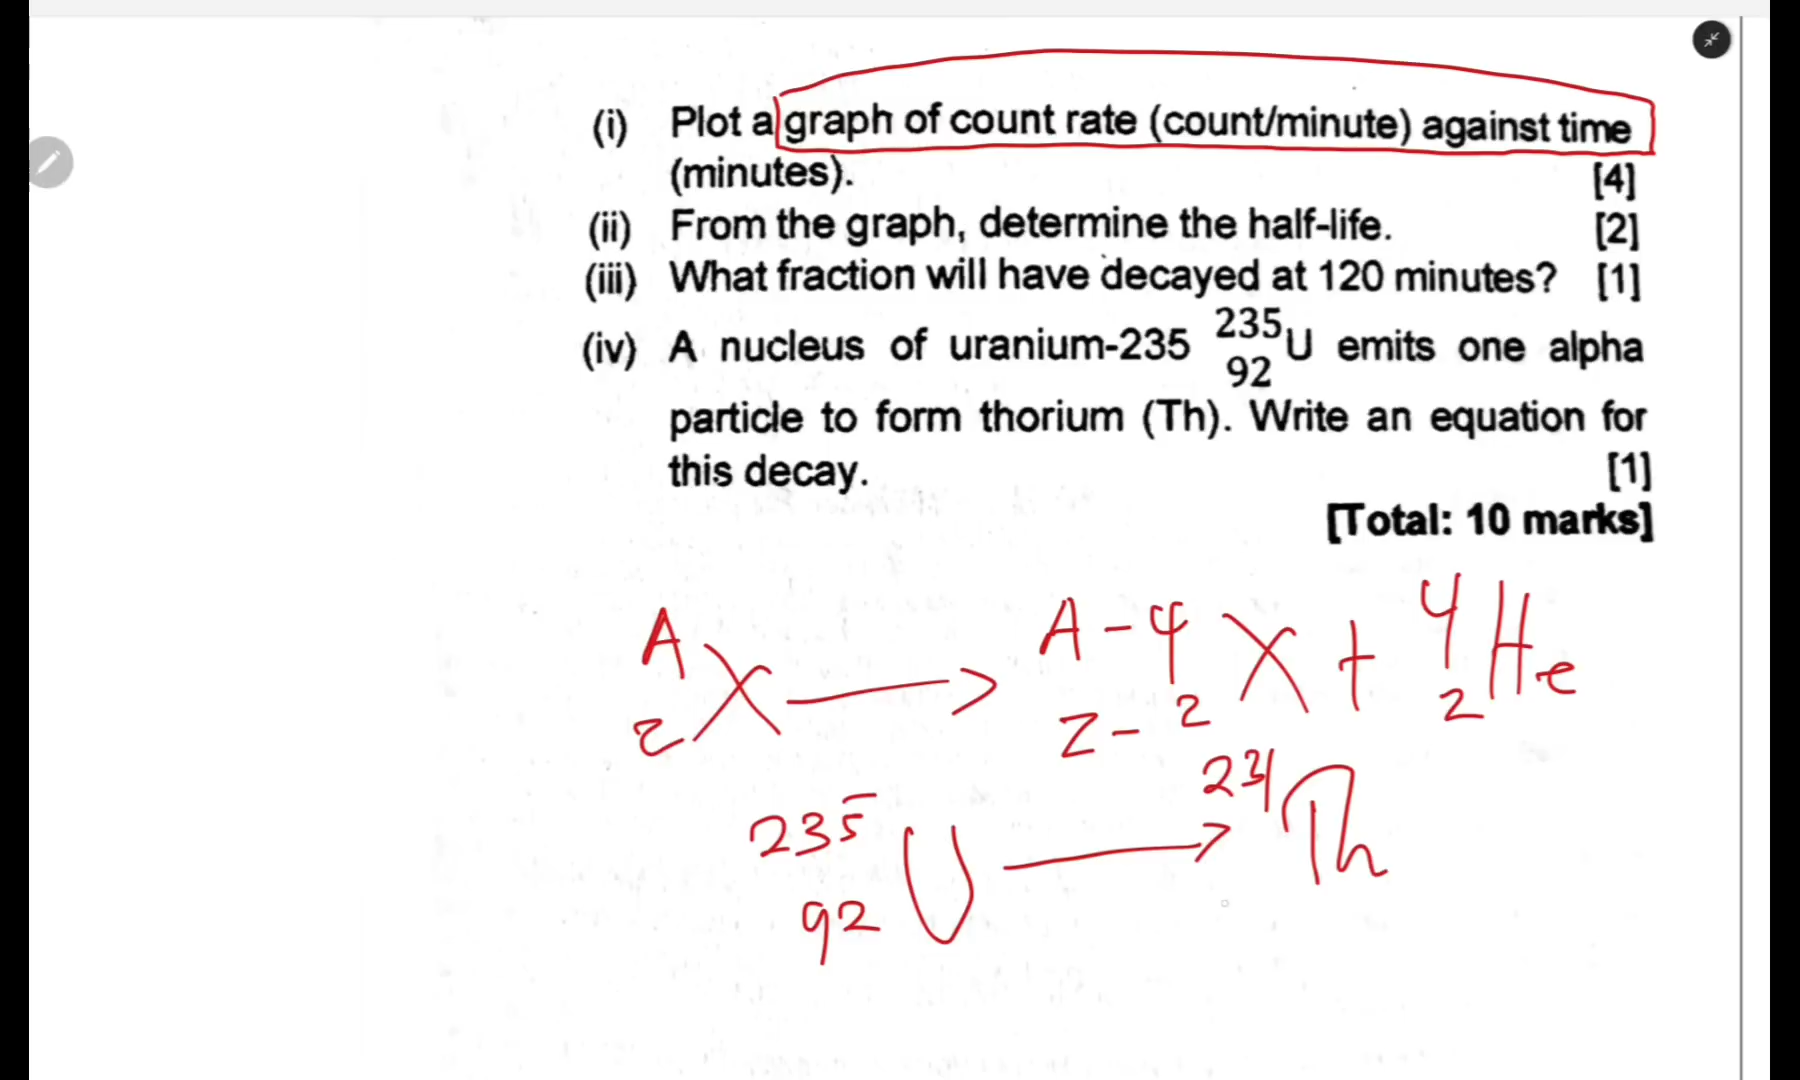 (i) Plot a graph of count rate (count/minute) against time
(minutes). [4]
(ii) From the graph, determine the half-life. [2]
(iii) What fraction will have decayed at 120 minutes? [1]
(iv) A nucleus of uranium-235 ²³⁵₉₂U emits one alpha
particle to form thorium (Th). Write an equation for
this decay. [1]
[Total: 10 marks]
A
Z X → A-4
Z-2 X + 4
2 He
235
92 U → 231 Th